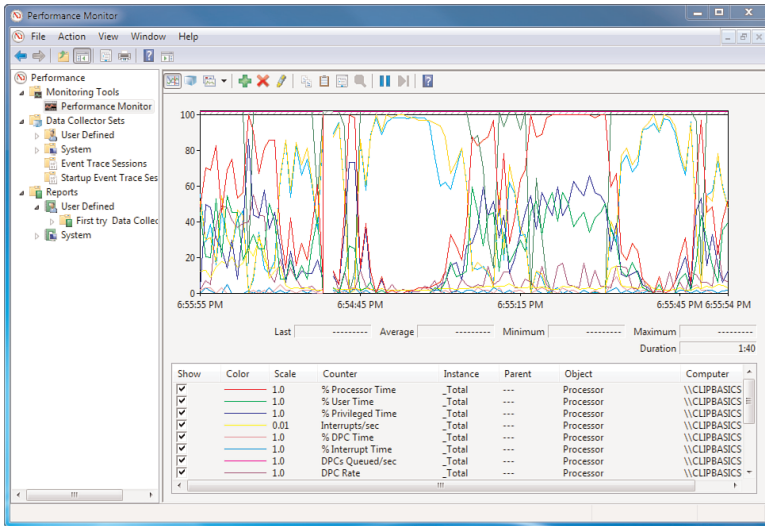 Performance Monitor
File Action View Window Help
Performance
Monitoring Tools
Performance Monitor
Data Collector Sets
User Defined
System
Event Trace Sessions
Startup Event Trace Ses
Reports
User Defined
First try Data Collec
System
100
80
60
40
20
0
6:55:55 PM 6:54:45 PM 6:55:15 PM 6:55:45 PM 6:55:54 PM
Last --------- Average --------- Minimum --------- Maximum ---------
Duration 1:40
Show Color Scale Counter Instance Parent Object Computer
1.0 % Processor Time _Total --- Processor \\CLIPBASICS
1.0 % User Time _Total --- Processor \\CLIPBASICS
1.0 % Privileged Time _Total --- Processor \\CLIPBASICS
0.01 Interrupts/sec _Total --- Processor \\CLIPBASICS
1.0 % DPC Time _Total --- Processor \\CLIPBASICS
1.0 % Interrupt Time _Total --- Processor \\CLIPBASICS
1.0 DPCs Queued/sec _Total --- Processor \\CLIPBASICS
1.0 DPC Rate _Total --- Processor \\CLIPBASICS